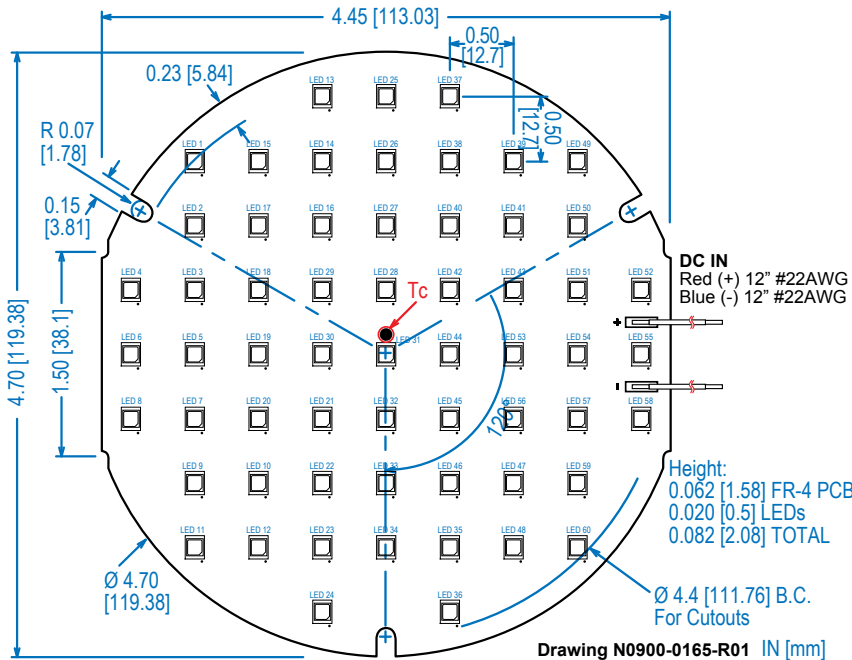 4.45 [113.03]
0.50
[12.7]
0.23 [5.84]
LED 13 LED 25 LED 37
0.50
[12.7]
R 0.07
[1.78]
LED 1 LED 15 LED 14 LED 26 LED 38 LED 39 LED 49
0.15
[3.81]
LED 2 LED 17 LED 16 LED 27 LED 40 LED 41 LED 50
DC IN
Red (+) 12” #22AWG
Blue (-) 12” #22AWG
LED 4 LED 3 LED 18 LED 29 LED 28 LED 42 LED 43 LED 51 LED 52
Tc
+
4.70 [119.38]
1.50 [38.1]
LED 6 LED 5 LED 19 LED 30 LED 31 LED 44 LED 53 LED 54 LED 55
-
LED 8 LED 7 LED 20 LED 21 LED 32 LED 45 LED 56 LED 57 LED 58
120°
LED 9 LED 10 LED 22 LED 33 LED 46 LED 47 LED 59
Height:
0.062 [1.58] FR-4 PCB
0.020 [0.5] LEDs
0.082 [2.08] TOTAL
LED 11 LED 12 LED 23 LED 34 LED 35 LED 48 LED 60
Ø 4.70
[119.38]
LED 24 LED 36
Ø 4.4 [111.76] B.C.
For Cutouts
Drawing N0900-0165-R01 IN [mm]